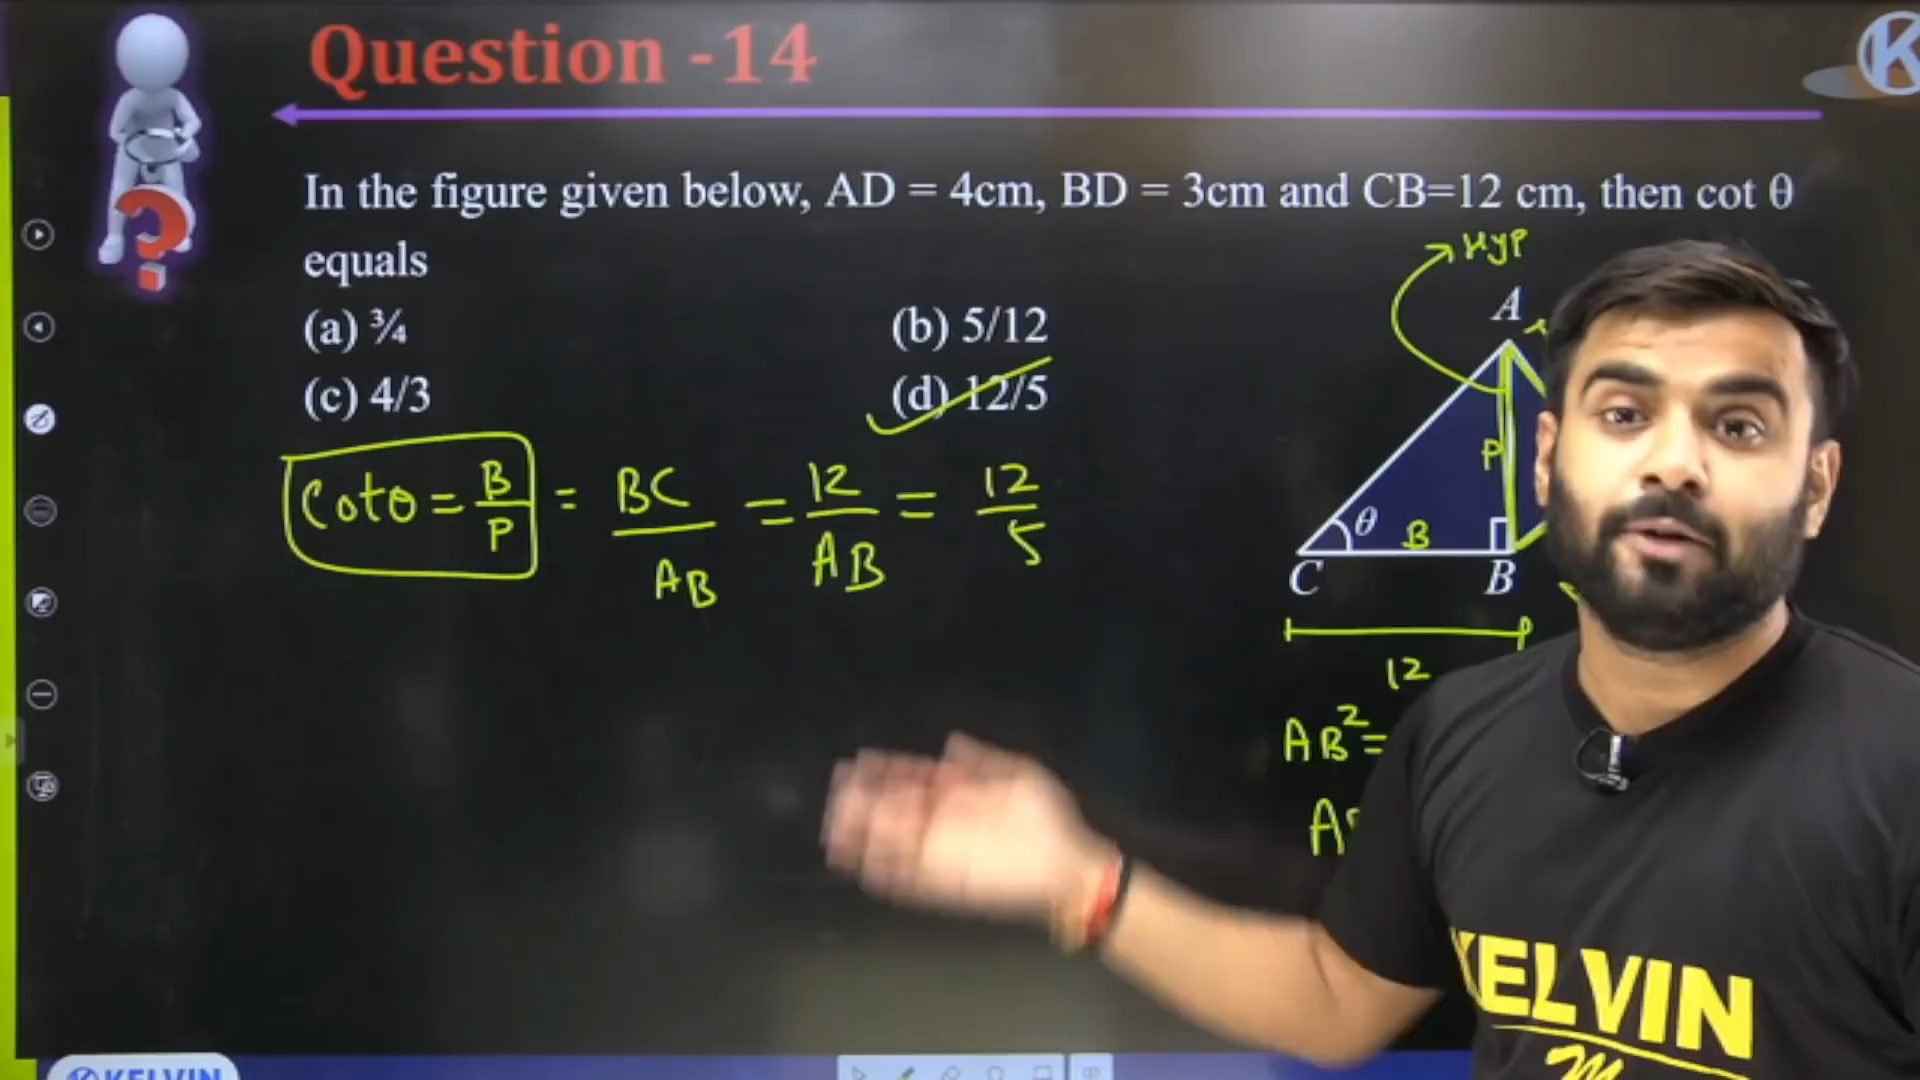 Question -14
K
In the figure given below, AD = 4cm, BD = 3cm and CB=12 cm, then cot θ
equals
(a) ¾
(b) 5/12
(c) 4/3
(d) 12/5
Cotθ = B/P = BC/AB = 12/AB = 12/5
Hyp
A
P
θ
B
C
B
12
AB²=
KELVIN
KELVIN